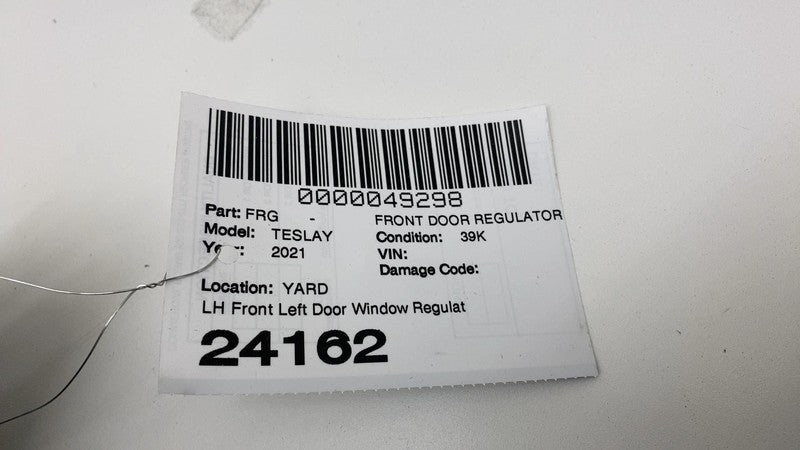 0000049298
Part: FRG - FRONT DOOR REGULATOR
Model: TESLAY Condition: 39K
Year: 2021 VIN:
Damage Code:
Location: YARD
LH Front Left Door Window Regulat
24162